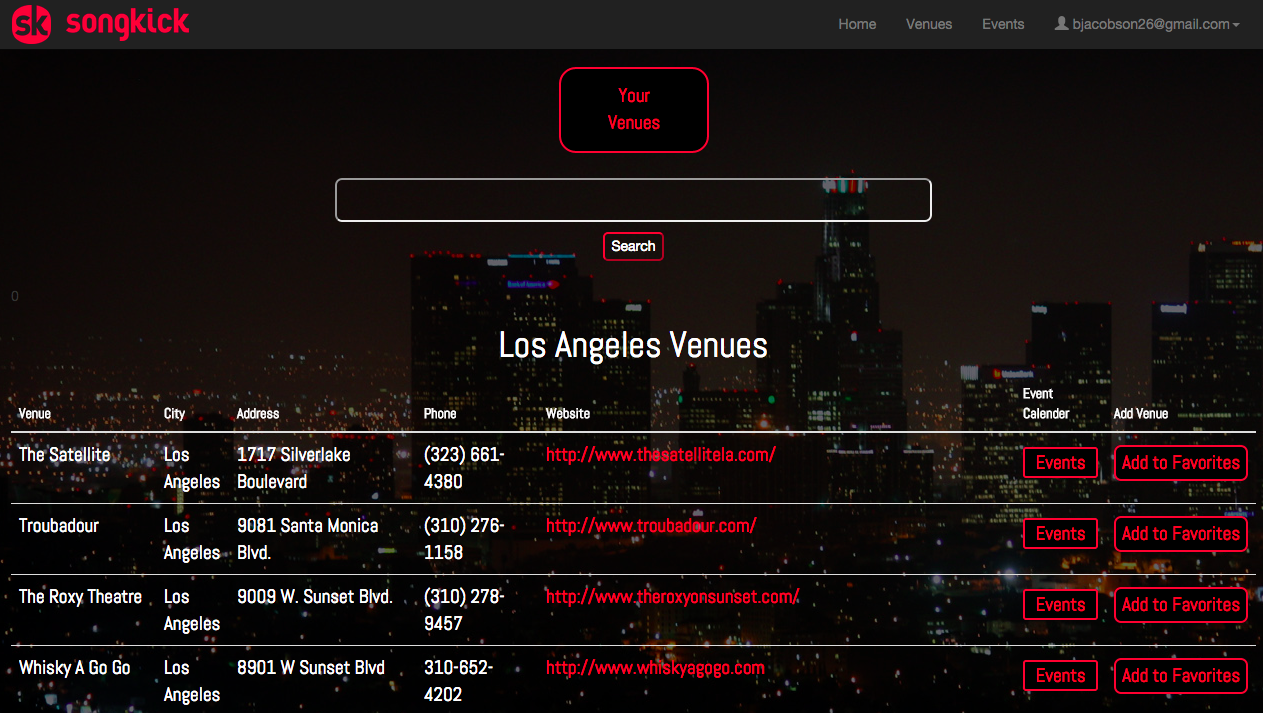 sk songkick
Home Venues Events bjacobson26@gmail.com
Your
Venues
Search
0
Los Angeles Venues
Venue City Address Phone Website Event Calender Add Venue
The Satellite Los Angeles 1717 Silverlake Boulevard (323) 661-4380 http://www.thesatellitela.com/ Events Add to Favorites
Troubadour Los Angeles 9081 Santa Monica Blvd. (310) 276-1158 http://www.troubadour.com/ Events Add to Favorites
The Roxy Theatre Los Angeles 9009 W. Sunset Blvd. (310) 278-9457 http://www.theroxyonsunset.com/ Events Add to Favorites
Whisky A Go Go Los Angeles 8901 W Sunset Blvd 310-652-4202 http://www.whiskyagogo.com Events Add to Favorites